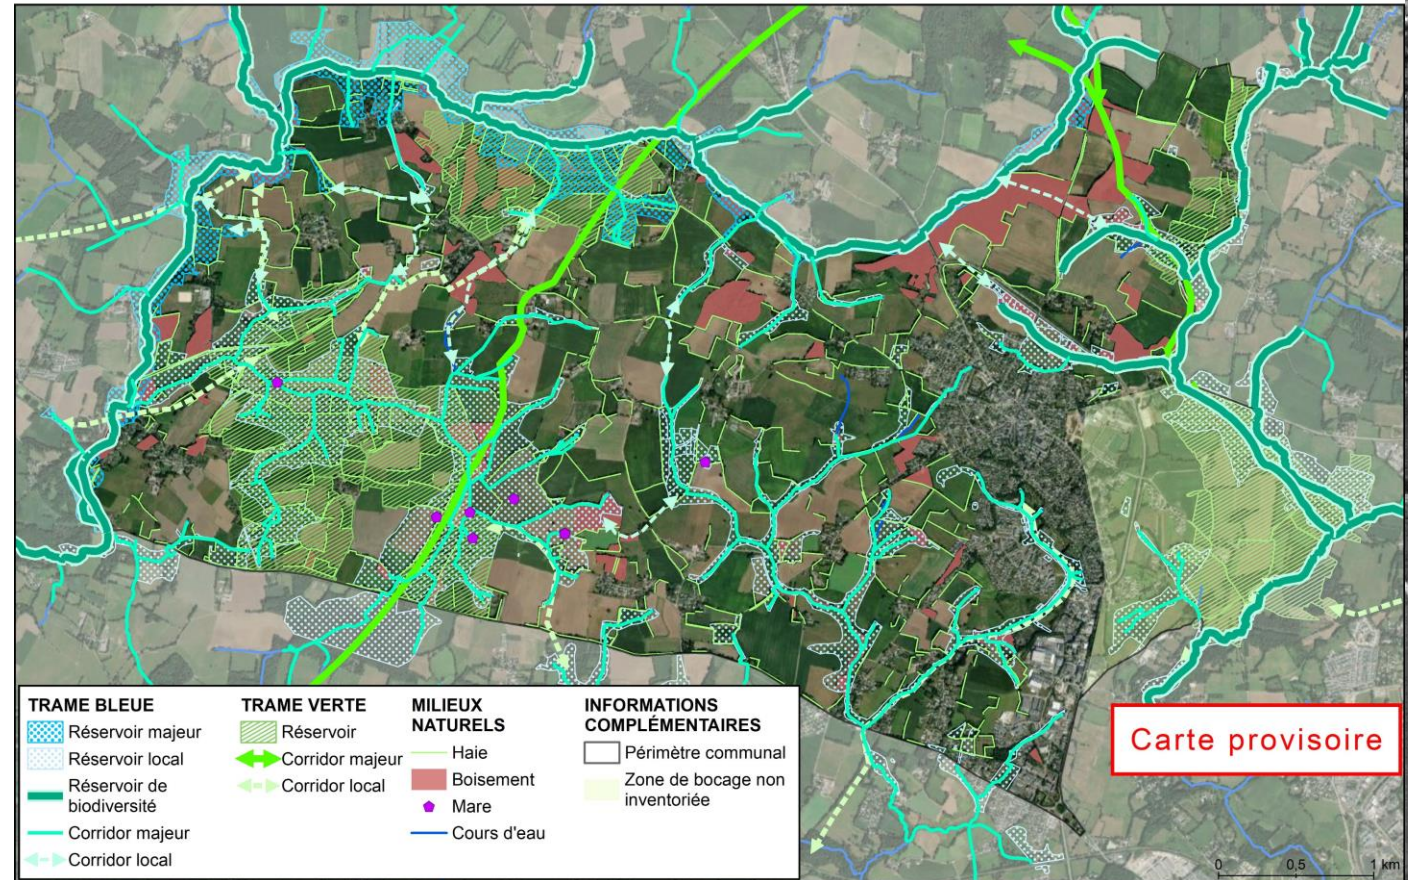 TRAME BLEUE
Réservoir majeur
Réservoir local
Réservoir de
biodiversité
Corridor majeur
Corridor local
TRAME VERTE
Réservoir
Corridor majeur
Corridor local
MILIEUX
NATURELS
Haie
Boisement
Mare
Cours d'eau
INFORMATIONS
COMPLÉMENTAIRES
Périmètre communal
Zone de bocage non
inventoriée
Carte provisoire
0 0,5 1 km